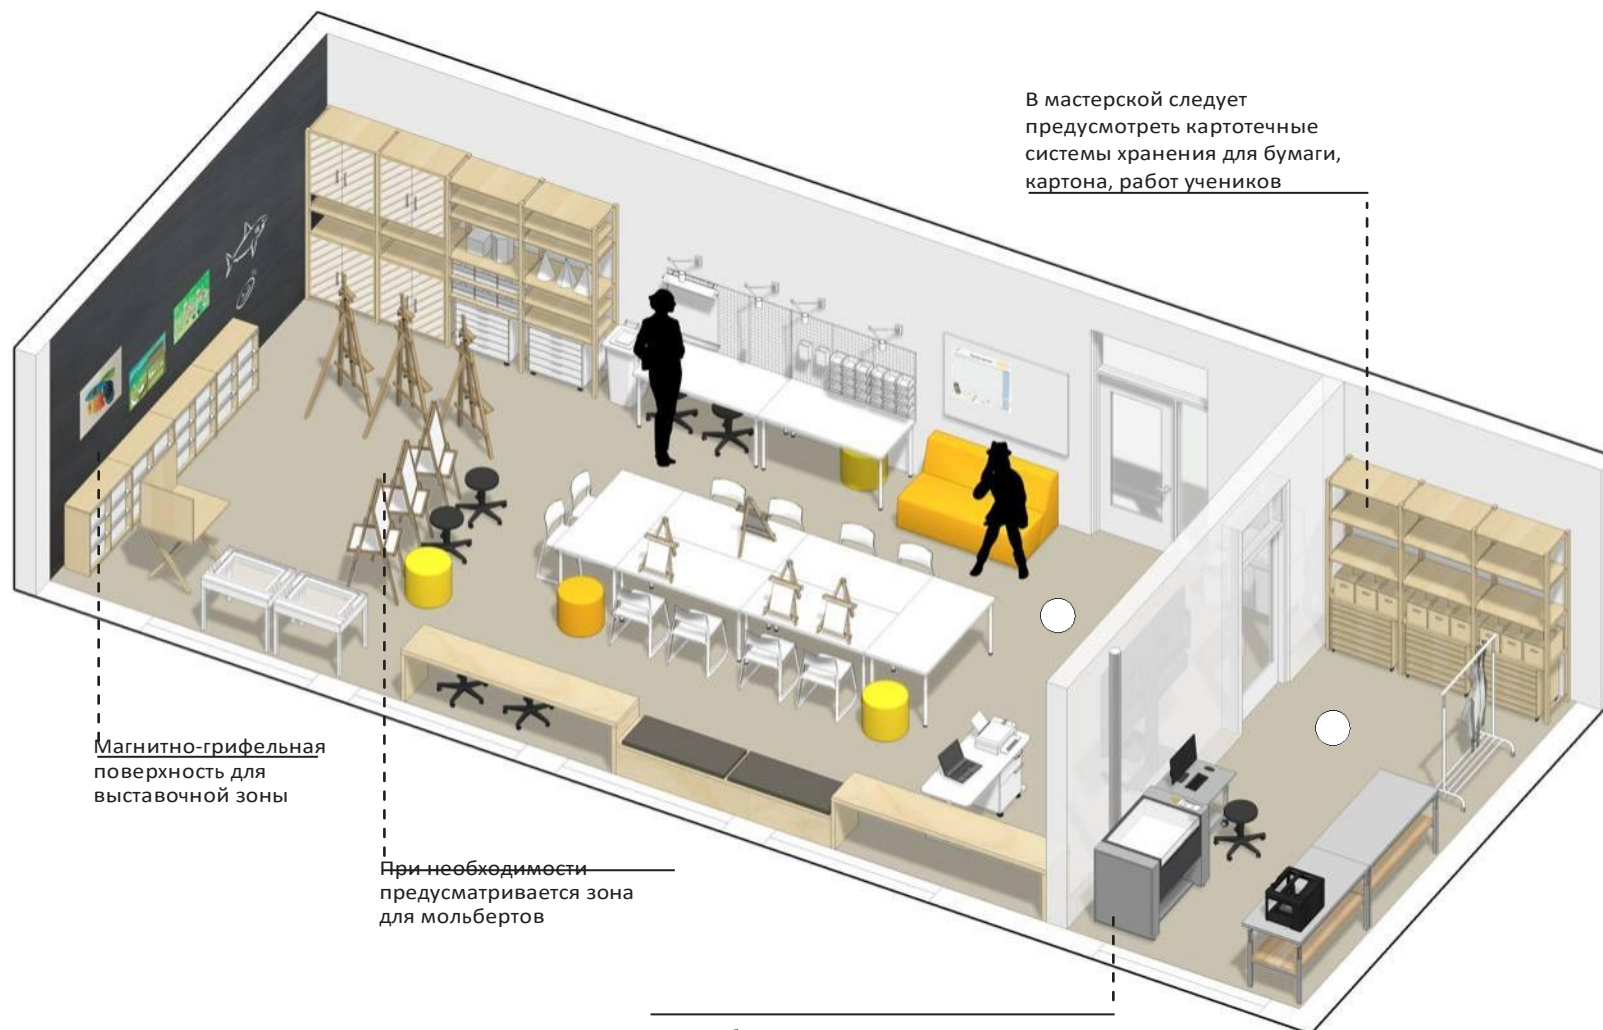 В мастерской следует
предусмотреть картотечные
системы хранения для бумаги,
картона, работ учеников
Магнитно-грифельная
поверхность для
выставочной зоны
При необходимости
предусматривается зона
для мольбертов